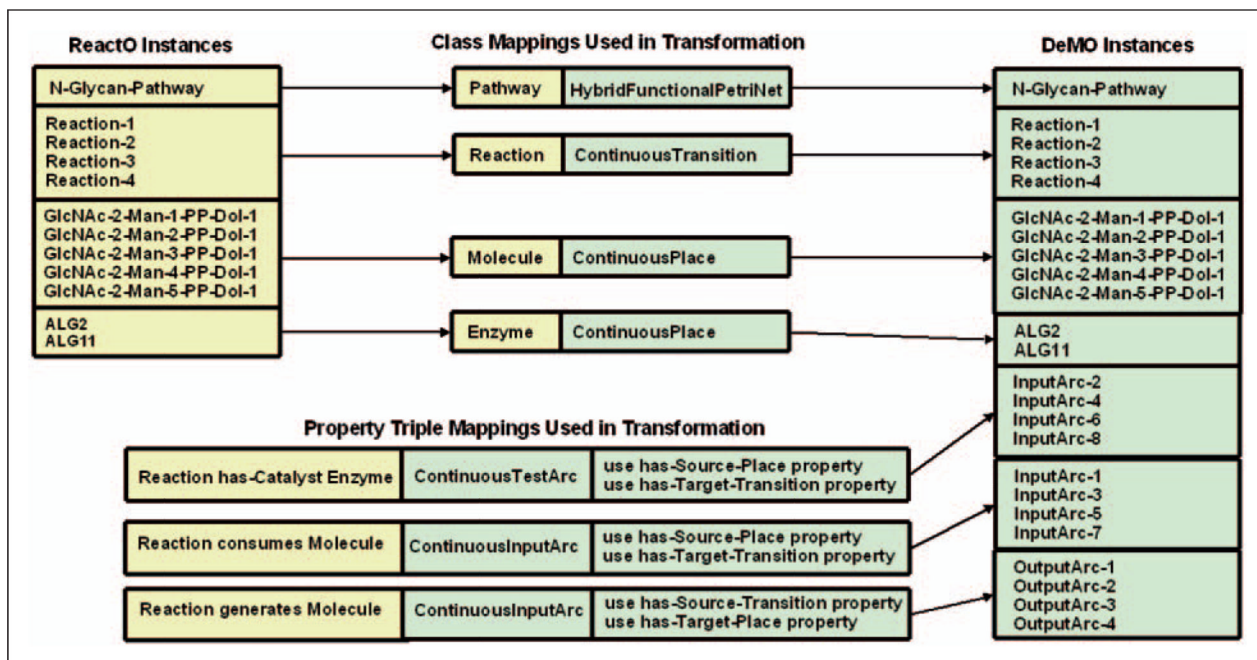 ReactO Instances
Class Mappings Used in Transformation
DeMO Instances
N-Glycan-Pathway
Pathway
HybridFunctionalPetriNet
N-Glycan-Pathway
Reaction-1
Reaction-2
Reaction-3
Reaction-4
Reaction
ContinuousTransition
Reaction-1
Reaction-2
Reaction-3
Reaction-4
GlcNAc-2-Man-1-PP-Dol-1
GlcNAc-2-Man-2-PP-Dol-1
GlcNAc-2-Man-3-PP-Dol-1
GlcNAc-2-Man-4-PP-Dol-1
GlcNAc-2-Man-5-PP-Dol-1
Molecule
ContinuousPlace
GlcNAc-2-Man-1-PP-Dol-1
GlcNAc-2-Man-2-PP-Dol-1
GlcNAc-2-Man-3-PP-Dol-1
GlcNAc-2-Man-4-PP-Dol-1
GlcNAc-2-Man-5-PP-Dol-1
ALG2
ALG11
Enzyme
ContinuousPlace
ALG2
ALG11
Property Triple Mappings Used in Transformation
Reaction has-Catalyst Enzyme
ContinuousTestArc
use has-Source-Place property
use has-Target-Transition property
InputArc-2
InputArc-4
InputArc-6
InputArc-8
Reaction consumes Molecule
ContinuousInputArc
use has-Source-Place property
use has-Target-Transition property
InputArc-1
InputArc-3
InputArc-5
InputArc-7
Reaction generates Molecule
ContinuousInputArc
use has-Source-Transition property
use has-Target-Place property
OutputArc-1
OutputArc-2
OutputArc-3
OutputArc-4